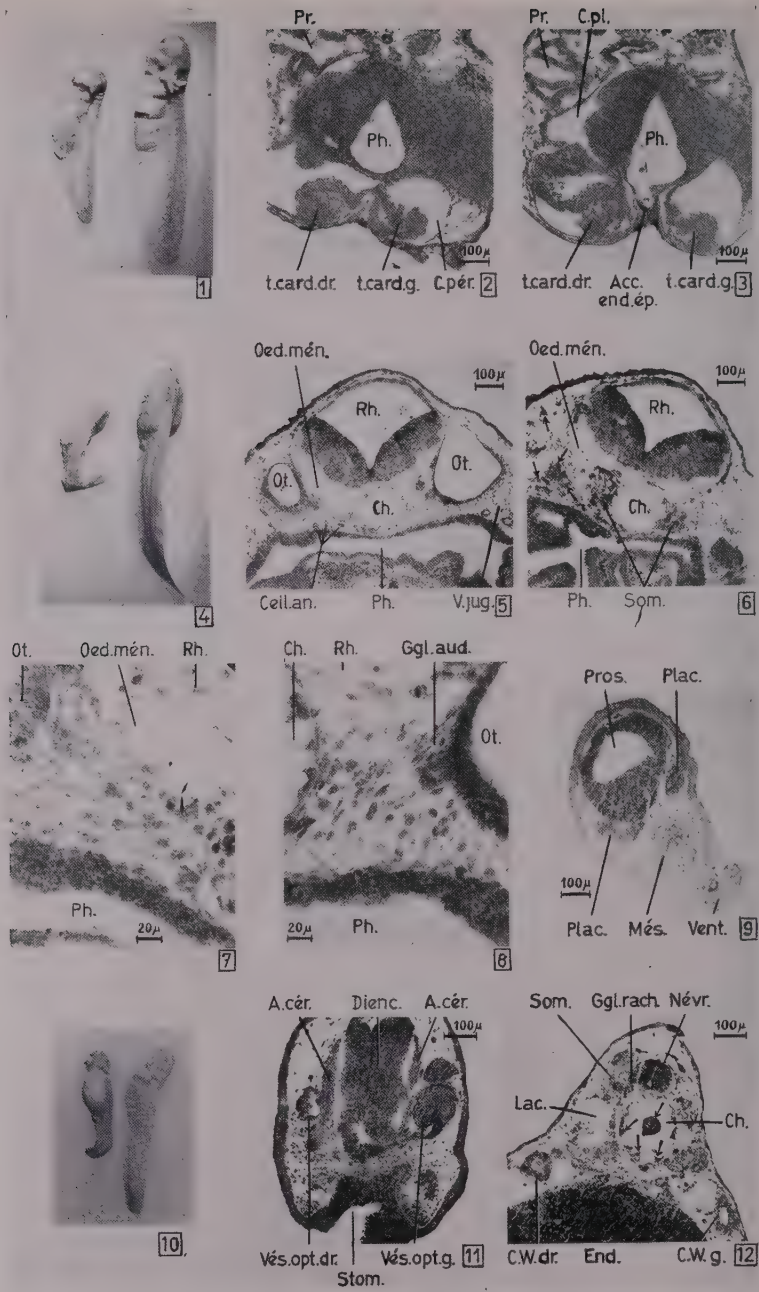 Pr.
Ph.
100µ
t.card.dr. t.card.g. C.pér. 2
Pr. C.pl.
Ph.
100µ
t.card.dr. Acc. end.ép. t.card.g. 3
1
4
Oed.mén.
100µ
Rh.
Ot. Ot.
Ch.
Cell.an. Ph. V.jug. 5
Oed.mén.
100µ
Rh.
Ch.
Ph. Som. 6
Ot. Oed.mén. Rh.
Ph. 20µ
7
Ch. Rh. Ggl.aud.
Ot.
20µ Ph. 8
Pros. Plac.
100µ
Plac. Més. Vent. 9
10
A.cér. Dienc. A.cér.
100µ
Vés.opt.dr. Vés.opt.g. 11
Stom.
Som. Ggl.rach. Névr.
100µ
Lac. Ch.
C.W.dr. End. C.W.g. 12